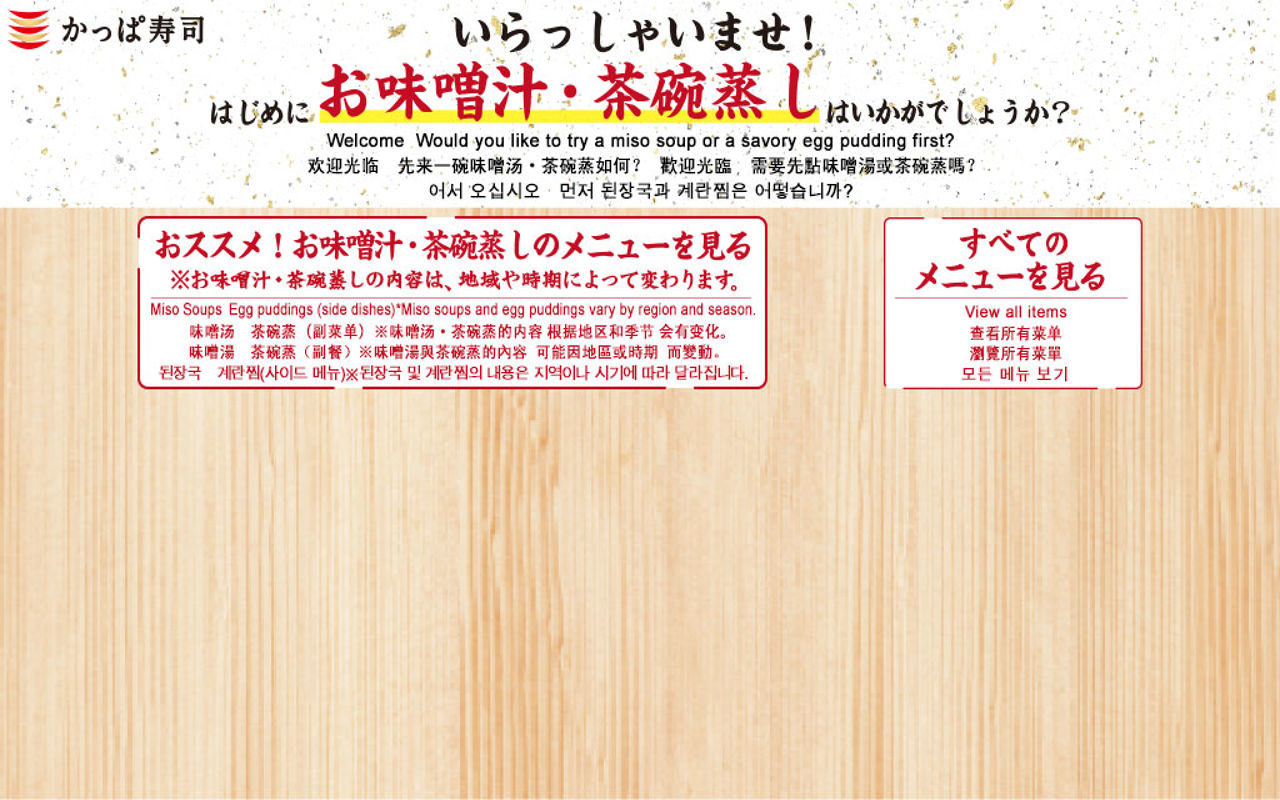 かっぱ寿司
いらっしゃいませ！
はじめに お味噌汁・茶碗蒸し はいかがでしょうか？
Welcome Would you like to try a miso soup or a savory egg pudding first?
欢迎光临 先来一碗味噌汤・茶碗蒸如何？ 歡迎光臨 需要先點味噌湯或茶碗蒸嗎？
어서 오십시오 먼저 된장국과 계란찜은 어떻습니까?
おススメ！お味噌汁・茶碗蒸しのメニューを見る
※お味噌汁・茶碗蒸しの内容は、地域や時期によって変わります。
Miso Soups Egg puddings (side dishes)*Miso soups and egg puddings vary by region and season.
味噌汤 茶碗蒸（副菜单）※味噌汤・茶碗蒸的内容 根据地区和季节 会有变化。
味噌湯 茶碗蒸（副餐）※味噌湯與茶碗蒸的內容 可能因地區或時期 而變動。
된장국 계란찜(사이드 메뉴)※된장국 및 계란찜의 내용은 지역이나 시기에 따라 달라집니다.
すべての
メニューを見る
View all items
查看所有菜单
瀏覽所有菜單
모든 메뉴 보기